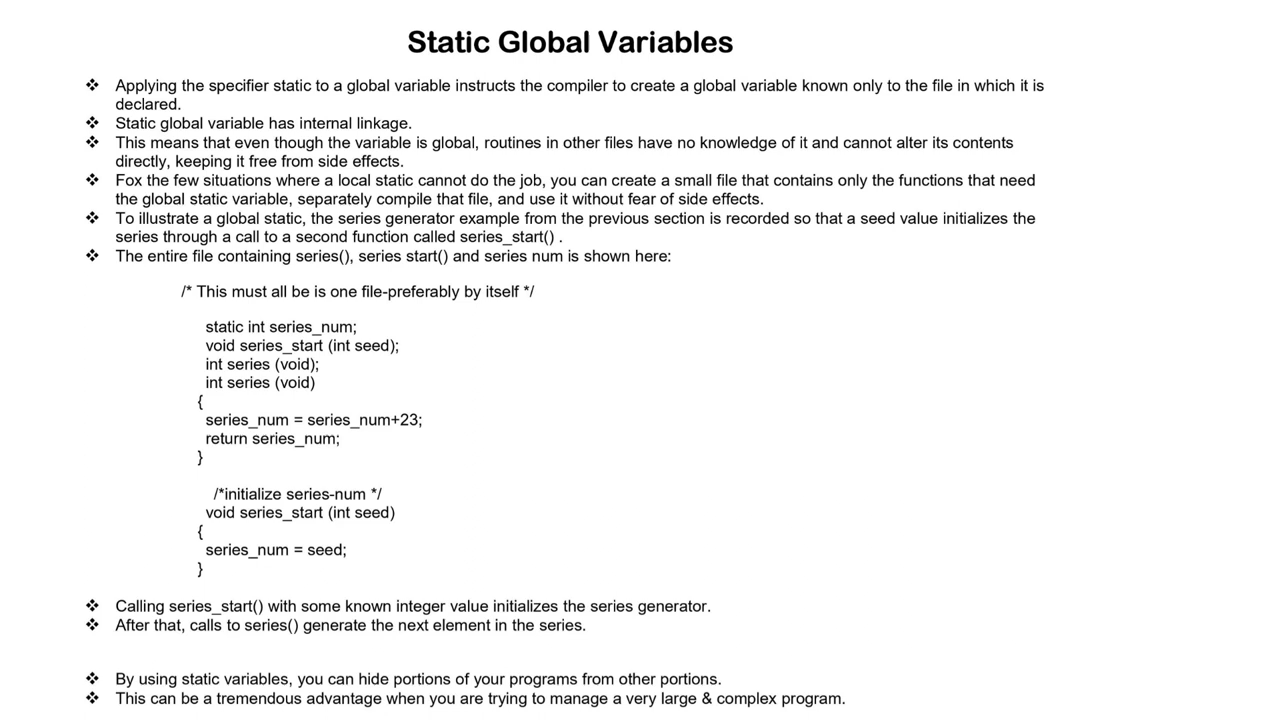 Static Global Variables
❖ Applying the specifier static to a global variable instructs the compiler to create a global variable known only to the file in which it is
declared.
❖ Static global variable has internal linkage.
❖ This means that even though the variable is global, routines in other files have no knowledge of it and cannot alter its contents
directly, keeping it free from side effects.
❖ Fox the few situations where a local static cannot do the job, you can create a small file that contains only the functions that need
the global static variable, separately compile that file, and use it without fear of side effects.
❖ To illustrate a global static, the series generator example from the previous section is recorded so that a seed value initializes the
series through a call to a second function called series_start() .
❖ The entire file containing series(), series start() and series num is shown here:
/* This must all be is one file-preferably by itself */
static int series_num;
void series_start (int seed);
int series (void);
int series (void)
{
series_num = series_num+23;
return series_num;
}
/*initialize series-num */
void series_start (int seed)
{
series_num = seed;
}
❖ Calling series_start() with some known integer value initializes the series generator.
❖ After that, calls to series() generate the next element in the series.
❖ By using static variables, you can hide portions of your programs from other portions.
❖ This can be a tremendous advantage when you are trying to manage a very large & complex program.